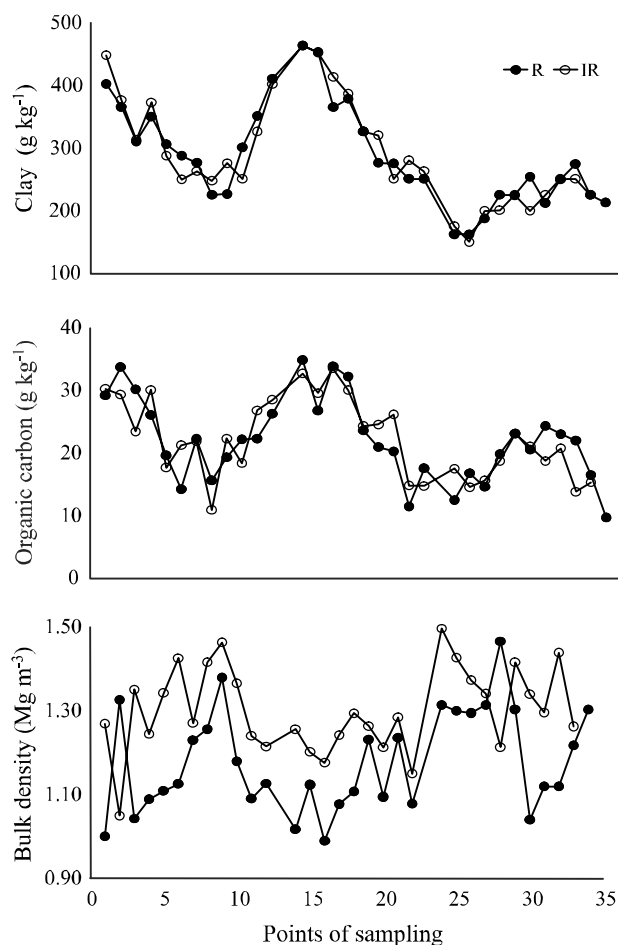 500
400
300
200
100
Clay (g kg⁻¹)
R IR
40
30
20
10
0
Organic carbon (g kg⁻¹)
1.50
1.30
1.10
0.90
Bulk density (Mg m⁻³)
0 5 10 15 20 25 30 35
Points of sampling